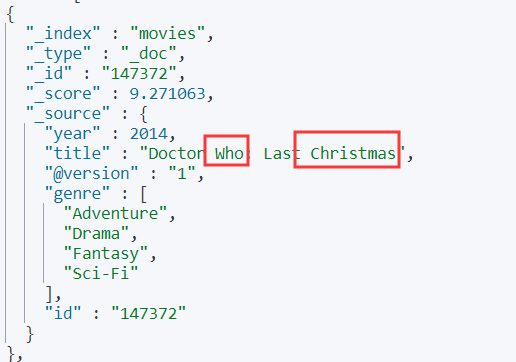 {
"_index" : "movies",
"_type" : "_doc",
"_id" : "147372",
"_score" : 9.271063,
"_source" : {
"year" : 2014,
"title" : "Doctor Who: Last Christmas",
"@version" : "1",
"genre" : [
"Adventure",
"Drama",
"Fantasy",
"Sci-Fi"
],
"id" : "147372"
}
},